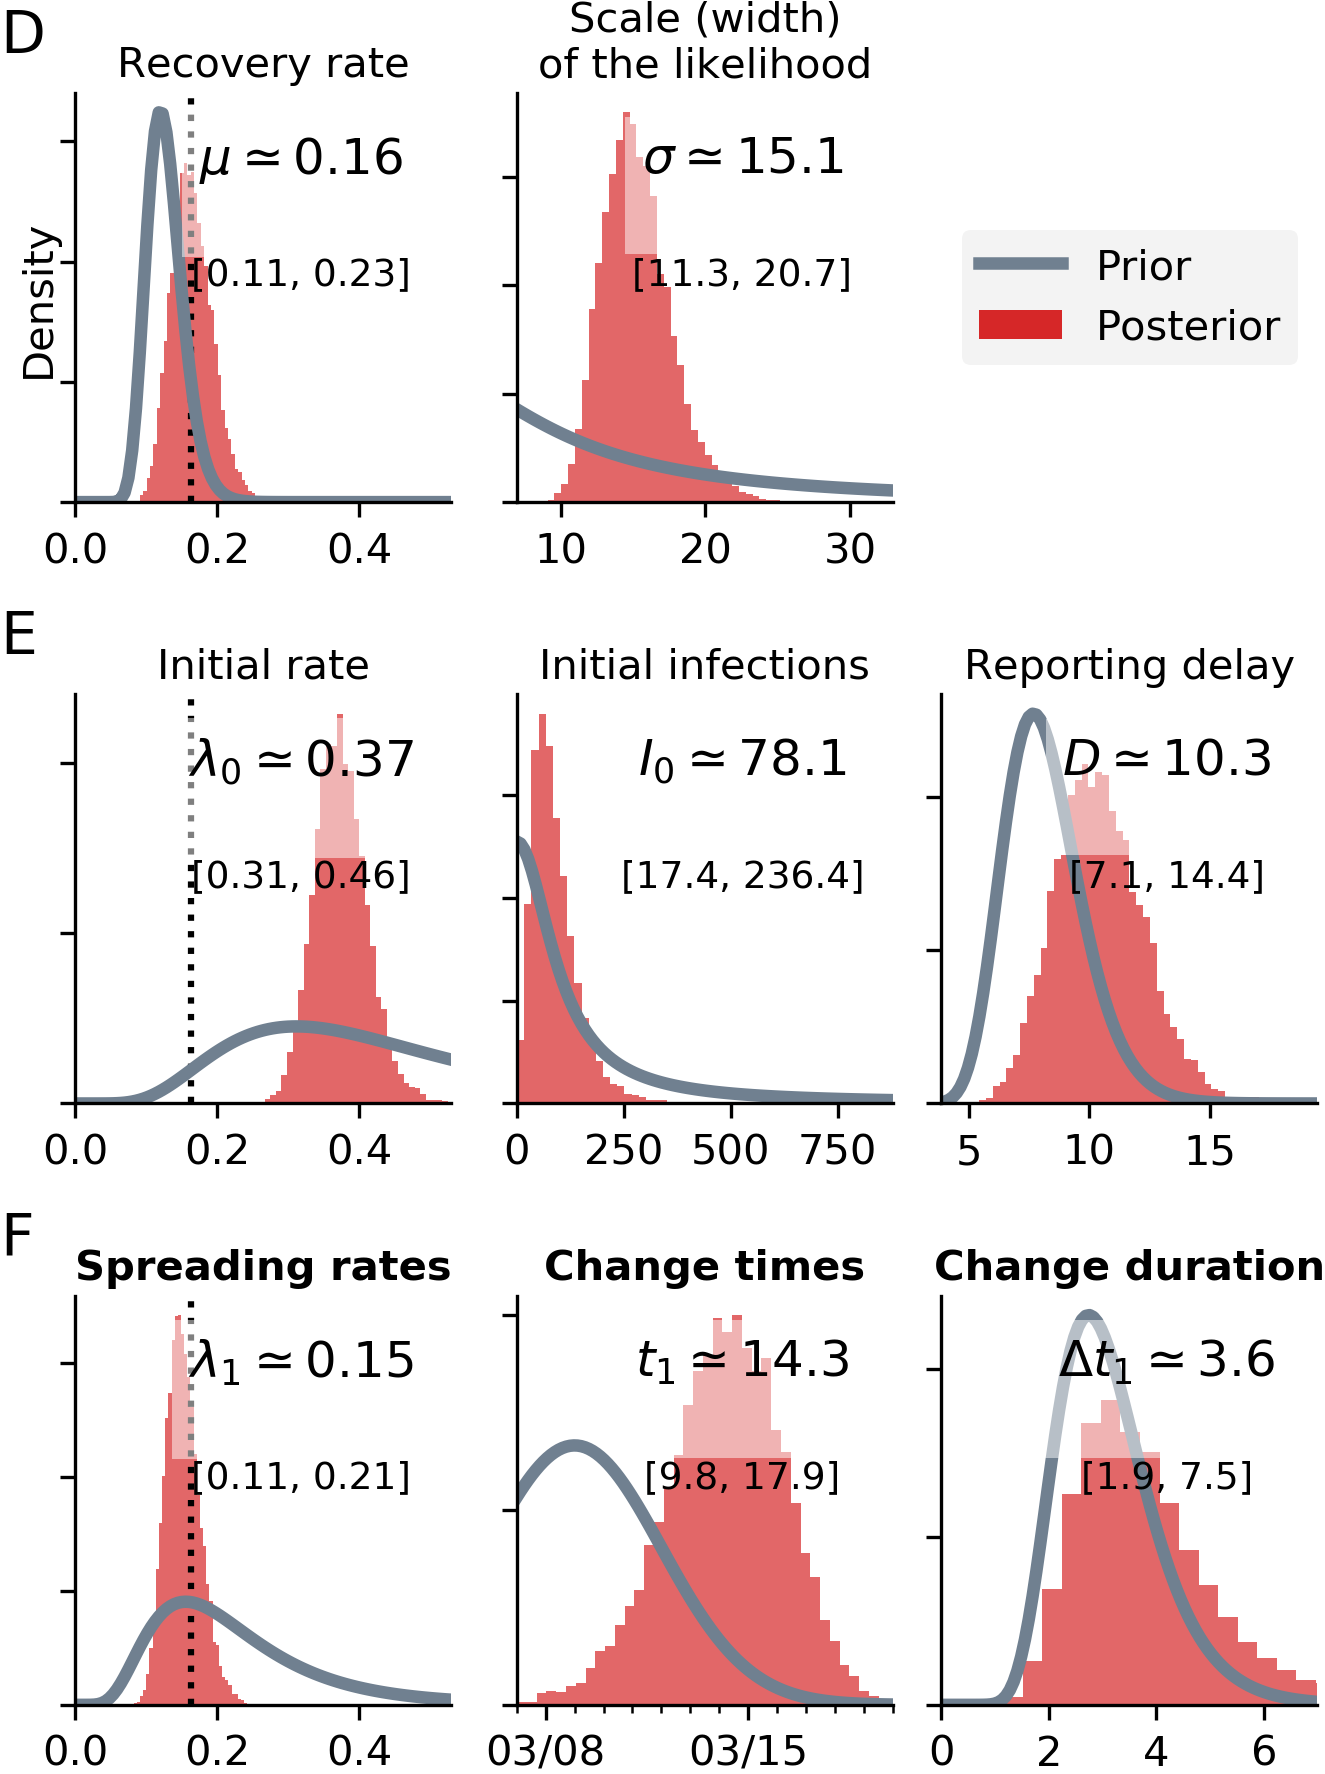 D
Recovery rate
Scale (width)
of the likelihood
Density
μ ≃ 0.16
[0.11, 0.23]
σ ≃ 15.1
[11.3, 20.7]
Prior
Posterior
0.0 0.2 0.4
10 20 30
E
Initial rate
Initial infections
Reporting delay
λ₀ ≃ 0.37
[0.31, 0.46]
I₀ ≃ 78.1
[17.4, 236.4]
D ≃ 10.3
[7.1, 14.4]
0.0 0.2 0.4
0 250 500 750
5 10 15
F
Spreading rates
Change times
Change duration
λ₁ ≃ 0.15
[0.11, 0.21]
t₁ ≃ 14.3
[9.8, 17.9]
Δt₁ ≃ 3.6
[1.9, 7.5]
0.0 0.2 0.4
03/08 03/15
0 2 4 6